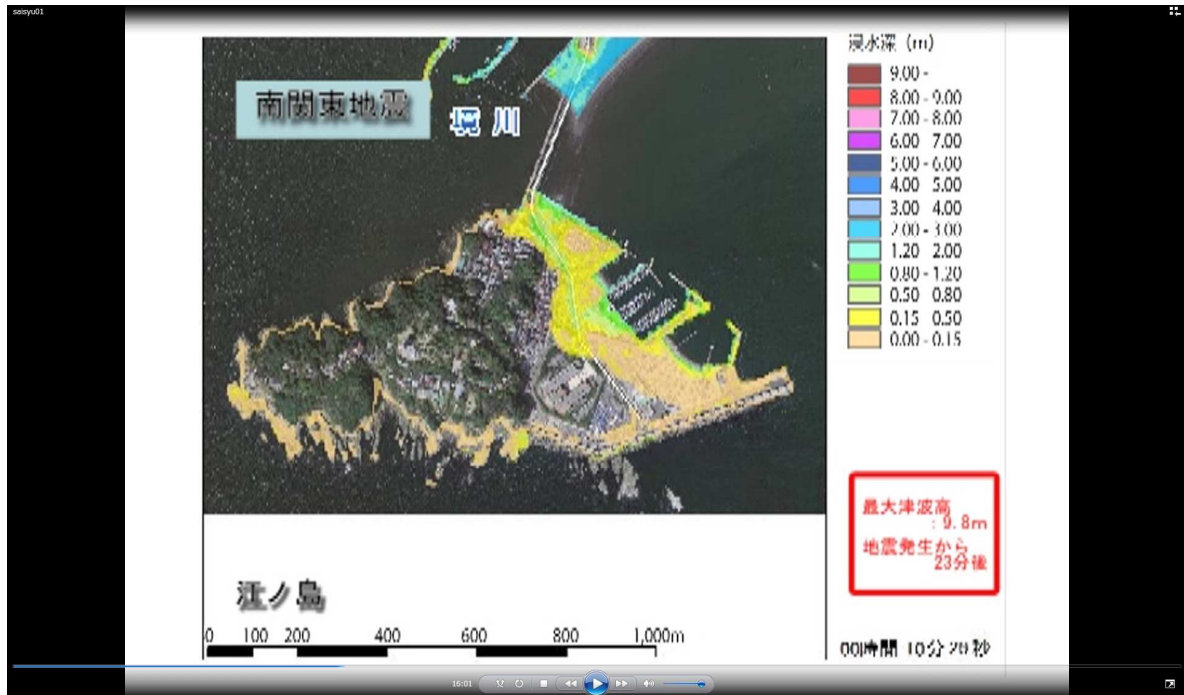 saisyu01
南関東地震
境川
浸水深 (m)
9.00 -
8.00 - 9.00
7.00 - 8.00
6.00 7.00
5.00 - 6.00
4.00 5.00
3.00 4.00
2.00 - 3.00
1.20 2.00
0.80 - 1.20
0.50 0.80
0.15 0.50
0.00 - 0.15
最大津波高
: 9.8m
地震発生から
23分後
江ノ島
0 100 200 400 600 800 1,000m
00時間 10分 20秒
16:01